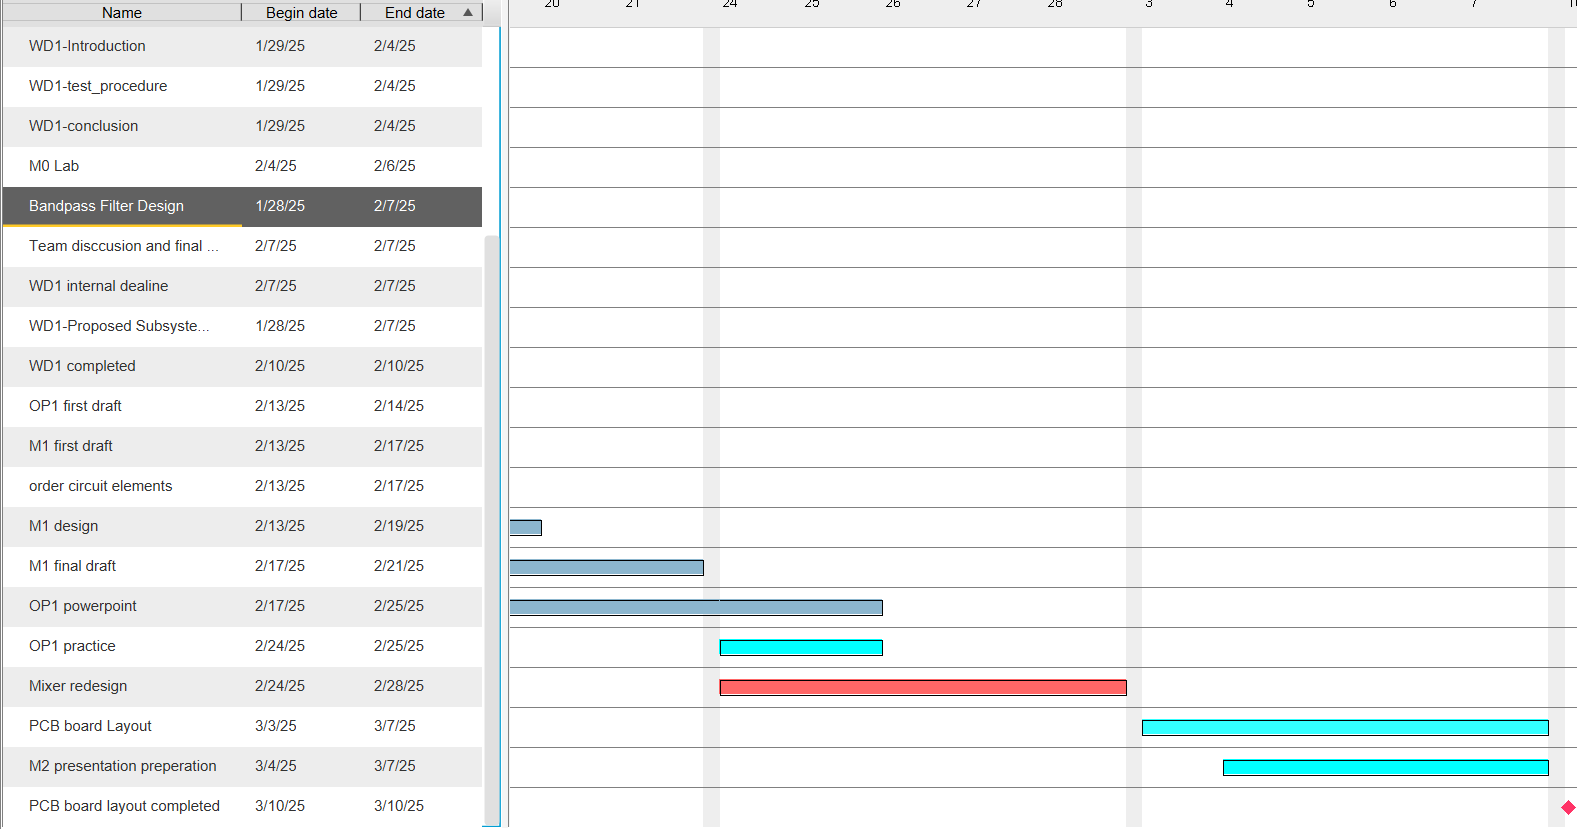 Name Begin date End date 20 21 24 25 26 27 28 3 4 5 6 7
WD1-Introduction 1/29/25 2/4/25
WD1-test_procedure 1/29/25 2/4/25
WD1-conclusion 1/29/25 2/4/25
M0 Lab 2/4/25 2/6/25
Bandpass Filter Design 1/28/25 2/7/25
Team disccusion and final ... 2/7/25 2/7/25
WD1 internal dealine 2/7/25 2/7/25
WD1-Proposed Subsyste... 1/28/25 2/7/25
WD1 completed 2/10/25 2/10/25
OP1 first draft 2/13/25 2/14/25
M1 first draft 2/13/25 2/17/25
order circuit elements 2/13/25 2/17/25
M1 design 2/13/25 2/19/25
M1 final draft 2/17/25 2/21/25
OP1 powerpoint 2/17/25 2/25/25
OP1 practice 2/24/25 2/25/25
Mixer redesign 2/24/25 2/28/25
PCB board Layout 3/3/25 3/7/25
M2 presentation preperation 3/4/25 3/7/25
PCB board layout completed 3/10/25 3/10/25